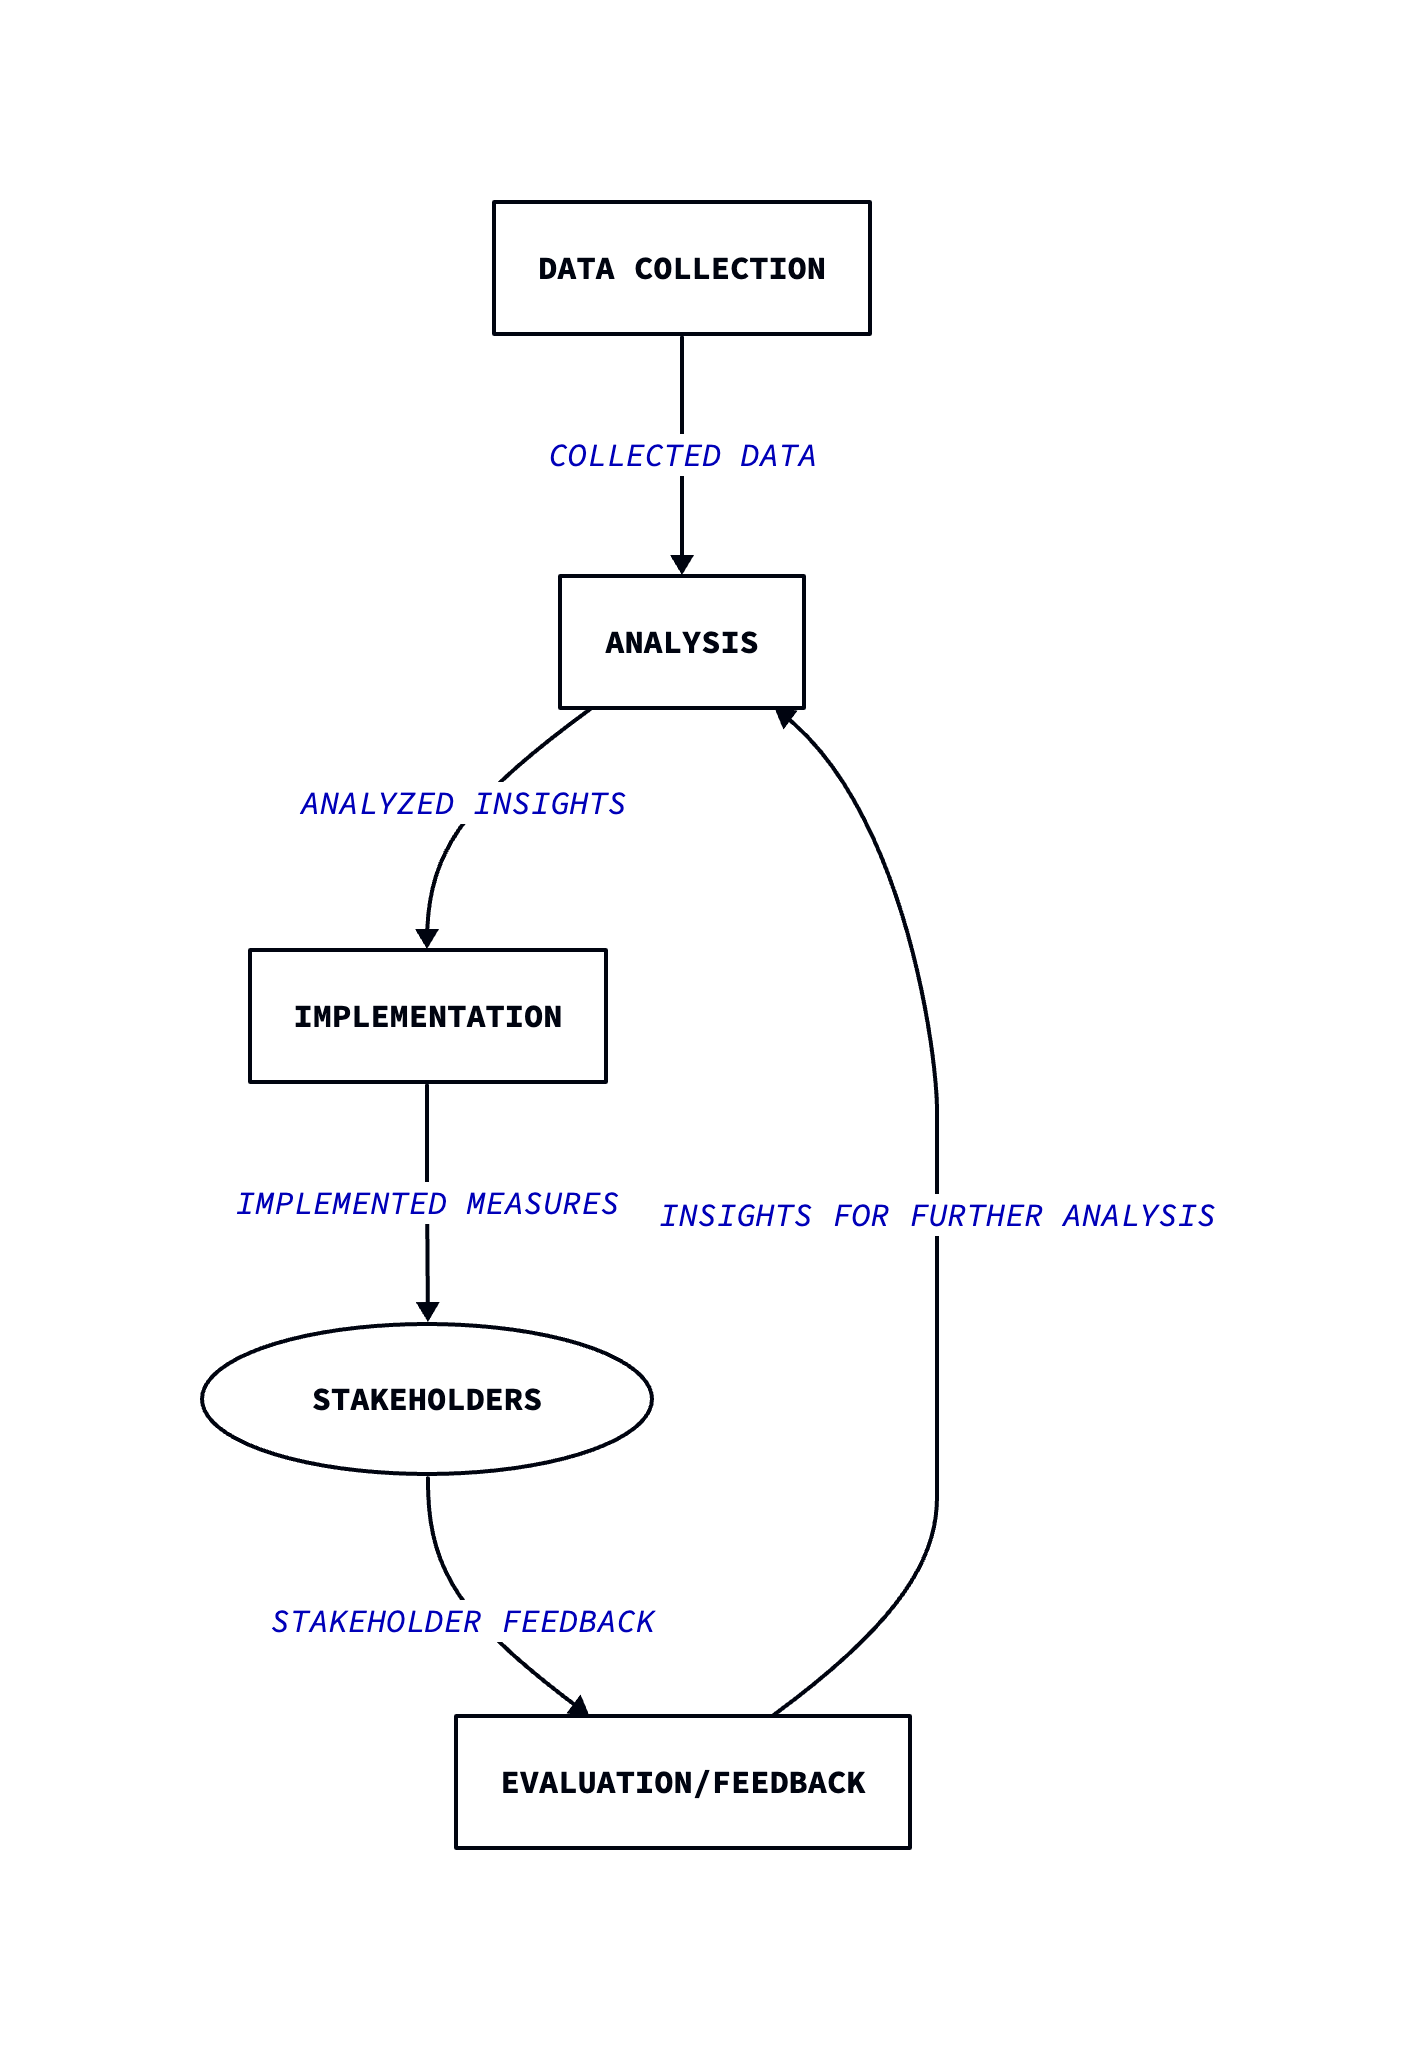 DATA COLLECTION
COLLECTED DATA
ANALYSIS
ANALYZED INSIGHTS
IMPLEMENTATION
IMPLEMENTED MEASURES
INSIGHTS FOR FURTHER ANALYSIS
STAKEHOLDERS
STAKEHOLDER FEEDBACK
EVALUATION/FEEDBACK